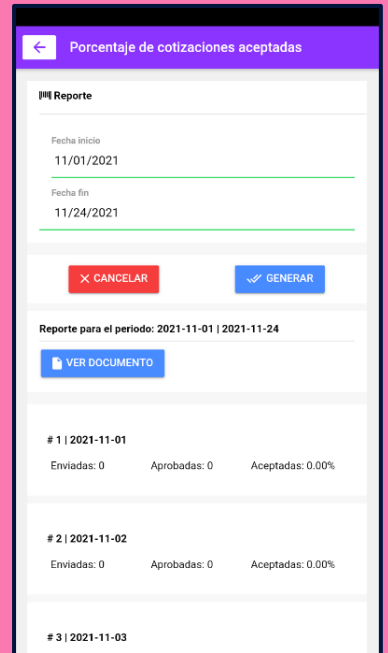 Porcentaje de cotizaciones aceptadas
Reporte
Fecha inicio
11/01/2021
Fecha fin
11/24/2021
CANCELAR GENERAR
Reporte para el periodo: 2021-11-01 | 2021-11-24
VER DOCUMENTO
# 1 | 2021-11-01
Enviadas: 0 Aprobadas: 0 Aceptadas: 0.00%
# 2 | 2021-11-02
Enviadas: 0 Aprobadas: 0 Aceptadas: 0.00%
# 3 | 2021-11-03